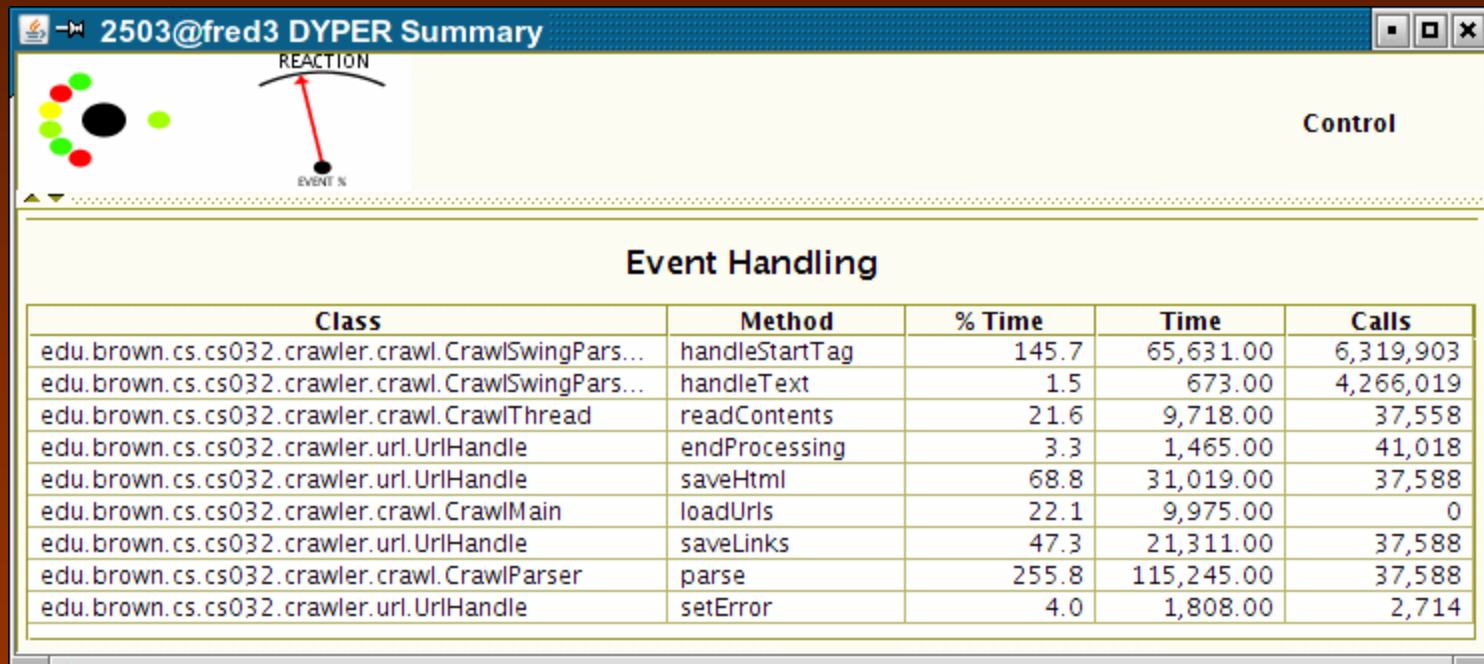 2503@fred3 DYPER Summary
REACTION
EVENT %
Control
Event Handling
Class Method % Time Time Calls
edu.brown.cs.cs032.crawler.crawl.CrawlSwingPars... handleStartTag 145.7 65,631.00 6,319,903
edu.brown.cs.cs032.crawler.crawl.CrawlSwingPars... handleText 1.5 673.00 4,266,019
edu.brown.cs.cs032.crawler.crawl.CrawlThread readContents 21.6 9,718.00 37,558
edu.brown.cs.cs032.crawler.url.UrlHandle endProcessing 3.3 1,465.00 41,018
edu.brown.cs.cs032.crawler.url.UrlHandle saveHtml 68.8 31,019.00 37,588
edu.brown.cs.cs032.crawler.crawl.CrawlMain loadUrls 22.1 9,975.00 0
edu.brown.cs.cs032.crawler.url.UrlHandle saveLinks 47.3 21,311.00 37,588
edu.brown.cs.cs032.crawler.crawl.CrawlParser parse 255.8 115,245.00 37,588
edu.brown.cs.cs032.crawler.url.UrlHandle setError 4.0 1,808.00 2,714